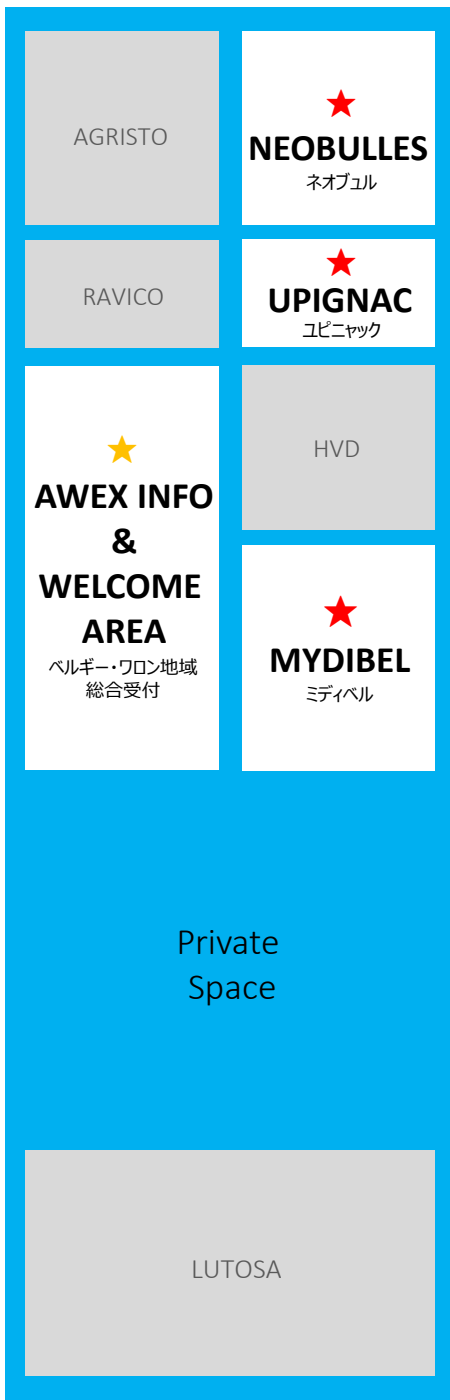 AGRISTO
NEOBULLES
ネオブュル
RAVICO
UPIGNAC
ユピニャック
AWEX INFO
&
WELCOME
AREA
ベルギー・ワロン地域
総合受付
HVD
MYDIBEL
ミディベル
Private
Space
LUTOSA